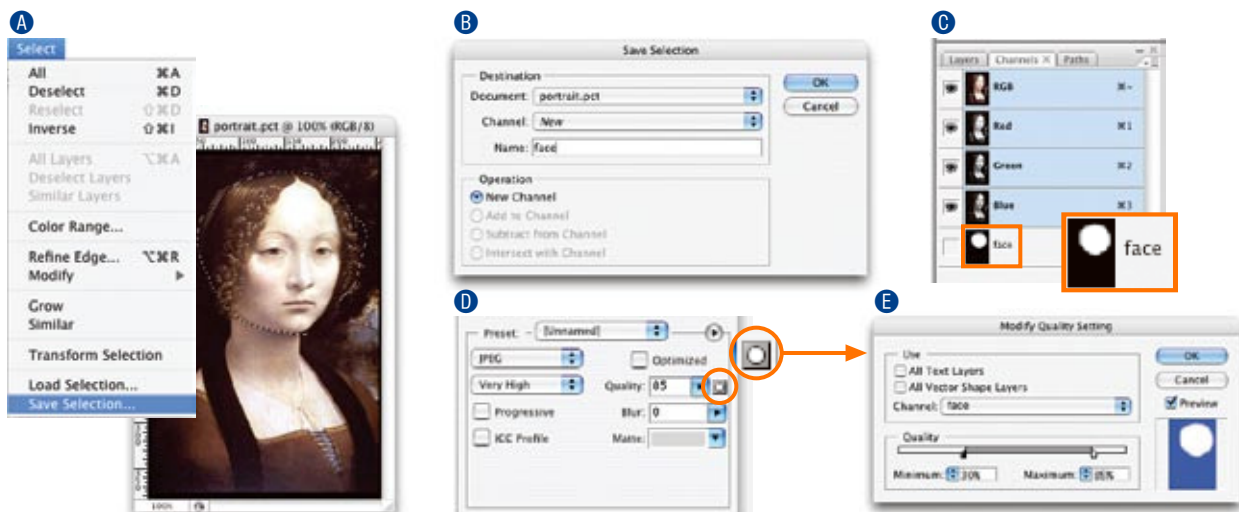 A
Select
All ⌘A
Deselect ⌘D
Reselect ⇧⌘D
Inverse ⇧⌘I
All Layers ⌥⌘A
Deselect Layers
Similar Layers
Color Range...
Refine Edge... ⌥⌘R
Modify
Grow
Similar
Transform Selection
Load Selection...
Save Selection...
portrait.pct @ 100% (RGB/8)
100%
B
Save Selection
Destination
Document: portrait.pct
Channel: New
Name: face
OK
Cancel
Operation
New Channel
Add to Channel
Subtract from Channel
Intersect with Channel
C
Layers Channels × Paths
RGB ⌘~
Red ⌘1
Green ⌘2
Blue ⌘3
face
face
D
Preset: [Unnamed]
JPEG Optimized
Very High Quality: 85
Progressive Blur: 0
ICC Profile Matte:
E
Modify Quality Setting
Use
All Text Layers
All Vector Shape Layers
Channel: face
OK
Cancel
Preview
Quality
Minimum: 30% Maximum: 85%